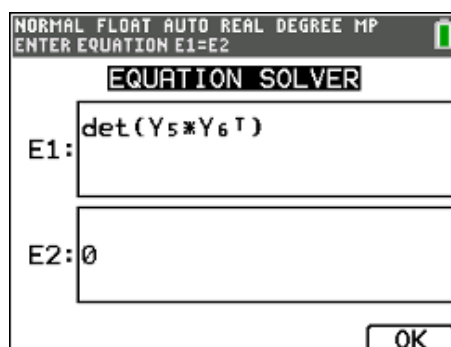 NORMAL FLOAT AUTO REAL DEGREE MP
ENTER EQUATION E1=E2
EQUATION SOLVER
E1: det(Y₅*Y₆ᵀ)
E2: 0
OK